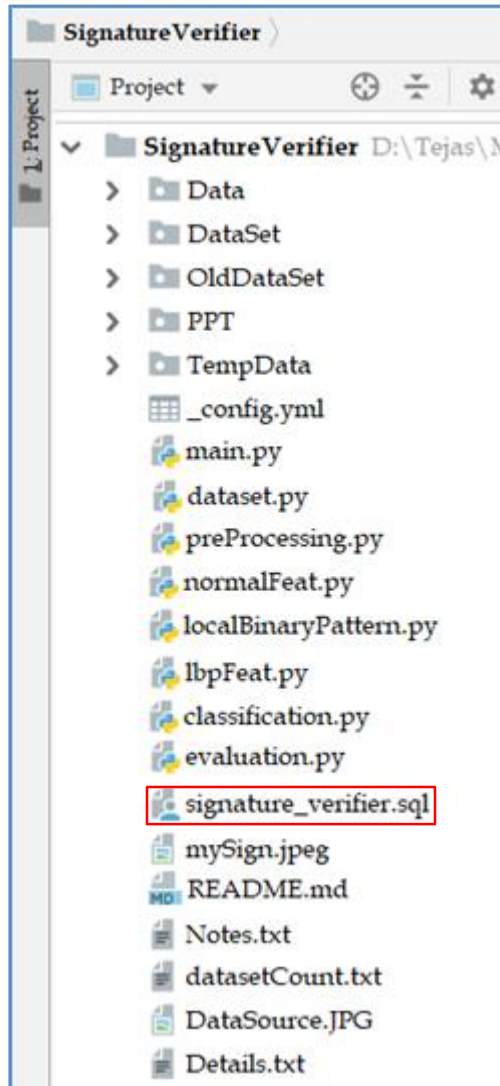 SignatureVerifier
Project
1: Project
SignatureVerifier D:\Tejas\
Data
DataSet
OldDataSet
PPT
TempData
_config.yml
main.py
dataset.py
preProcessing.py
normalFeat.py
localBinaryPattern.py
lbpFeat.py
classification.py
evaluation.py
signature_verifier.sql
mySign.jpeg
MD README.md
Notes.txt
datasetCount.txt
DataSource.JPG
Details.txt